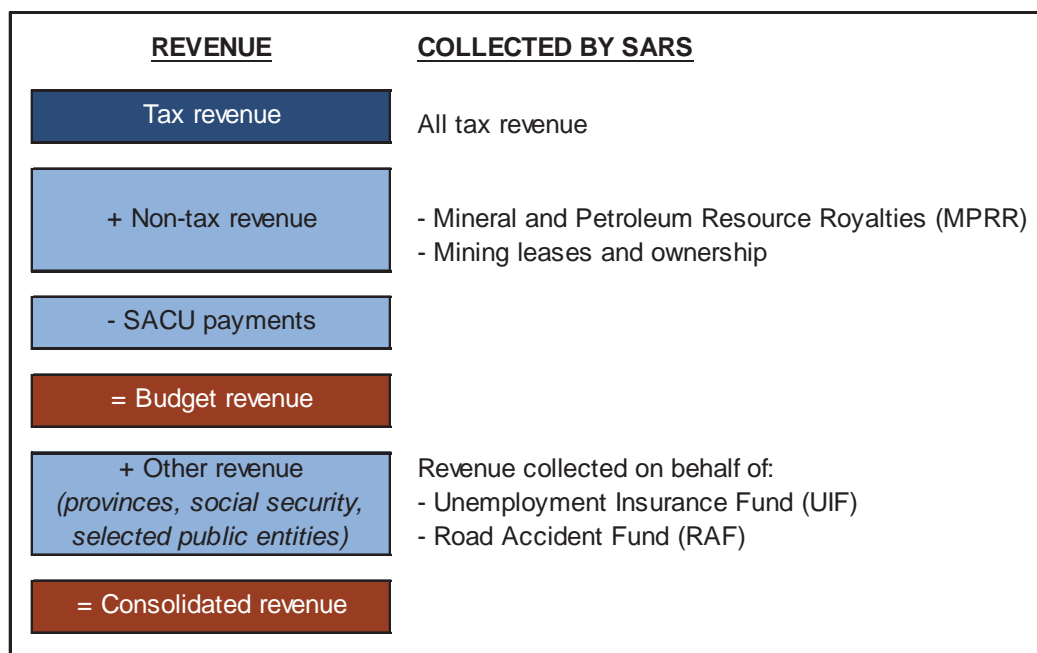 REVENUE
COLLECTED BY SARS
Tax revenue
All tax revenue
+ Non-tax revenue
- Mineral and Petroleum Resource Royalties (MPRR)
- Mining leases and ownership
- SACU payments
= Budget revenue
+ Other revenue
(provinces, social security,
selected public entities)
Revenue collected on behalf of:
- Unemployment Insurance Fund (UIF)
- Road Accident Fund (RAF)
= Consolidated revenue